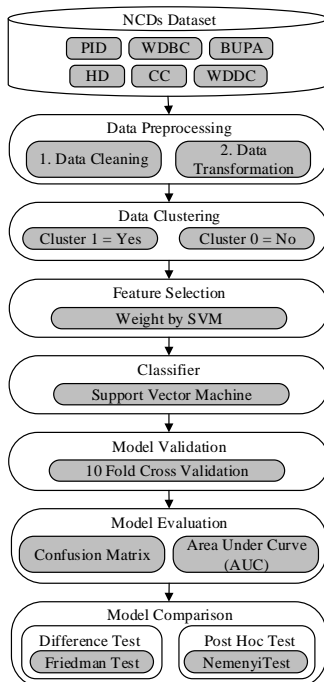 NCDs Dataset
PID WDBC BUPA
HD CC WDDC
Data Preprocessing
1. Data Cleaning
2. Data
Transformation
Data Clustering
Cluster 1 = Yes
Cluster 0 = No
Feature Selection
Weight by SVM
Classifier
Support Vector Machine
Model Validation
10 Fold Cross Validation
Model Evaluation
Confusion Matrix
Area Under Curve
(AUC)
Model Comparison
Difference Test
Friedman Test
Post Hoc Test
NemenyiTest